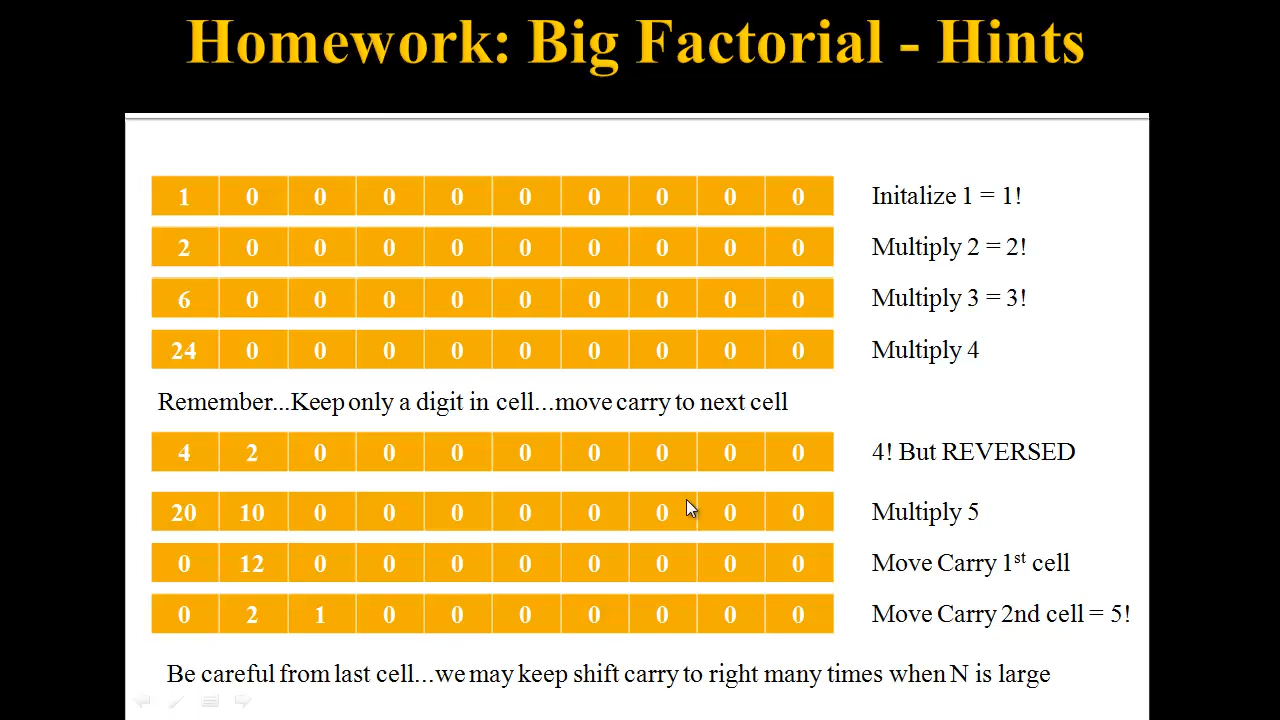 Homework: Big Factorial - Hints
1 0 0 0 0 0 0 0 0 0 Initalize 1 = 1!
2 0 0 0 0 0 0 0 0 0 Multiply 2 = 2!
6 0 0 0 0 0 0 0 0 0 Multiply 3 = 3!
24 0 0 0 0 0 0 0 0 0 Multiply 4
Remember...Keep only a digit in cell...move carry to next cell
4 2 0 0 0 0 0 0 0 0 4! But REVERSED
20 10 0 0 0 0 0 0 0 0 Multiply 5
0 12 0 0 0 0 0 0 0 0 Move Carry 1st cell
0 2 1 0 0 0 0 0 0 0 Move Carry 2nd cell = 5!
Be careful from last cell...we may keep shift carry to right many times when N is large